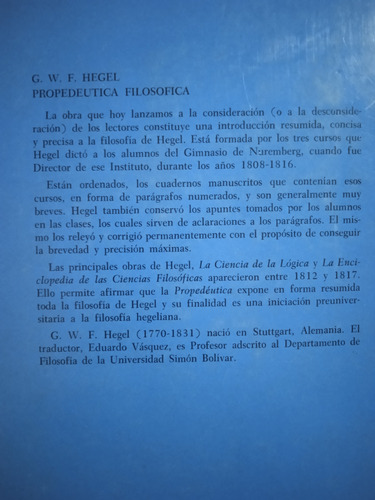 G. W. F. HEGEL
PROPEDEUTICA FILOSOFICA
La obra que hoy lanzamos a la consideración (o a la desconside-
ración) de los lectores constituye una introducción resumida, concisa
y precisa a la filosofía de Hegel. Está formada por los tres cursos que
Hegel dictó a los alumnos del Gimnasio de Nuremberg, cuando fue
Director de ese Instituto, durante los años 1808-1816.
Están ordenados, los cuadernos manuscritos que contenían esos
cursos, en forma de parágrafos numerados, y son generalmente muy
breves. Hegel también conservó los apuntes tomados por los alumnos
en las clases, los cuales sirven de aclaraciones a los parágrafos. El mis-
mo los releyó y corrigió permanentemente con el propósito de conseguir
la brevedad y precisión máximas.
Las principales obras de Hegel, La Ciencia de la Lógica y La Enci-
clopedia de las Ciencias Filosóficas aparecieron entre 1812 y 1817.
Ello permite afirmar que la Propedéutica expone en forma resumida
toda la filosofía de Hegel y su finalidad es una iniciación preuniver-
sitaria a la filosofía hegeliana.
G. W. F. Hegel (1770-1831) nació en Stuttgart, Alemania. El
traductor, Eduardo Vásquez, es Profesor adscrito al Departamento de
Filosofía de la Universidad Simón Bolívar.